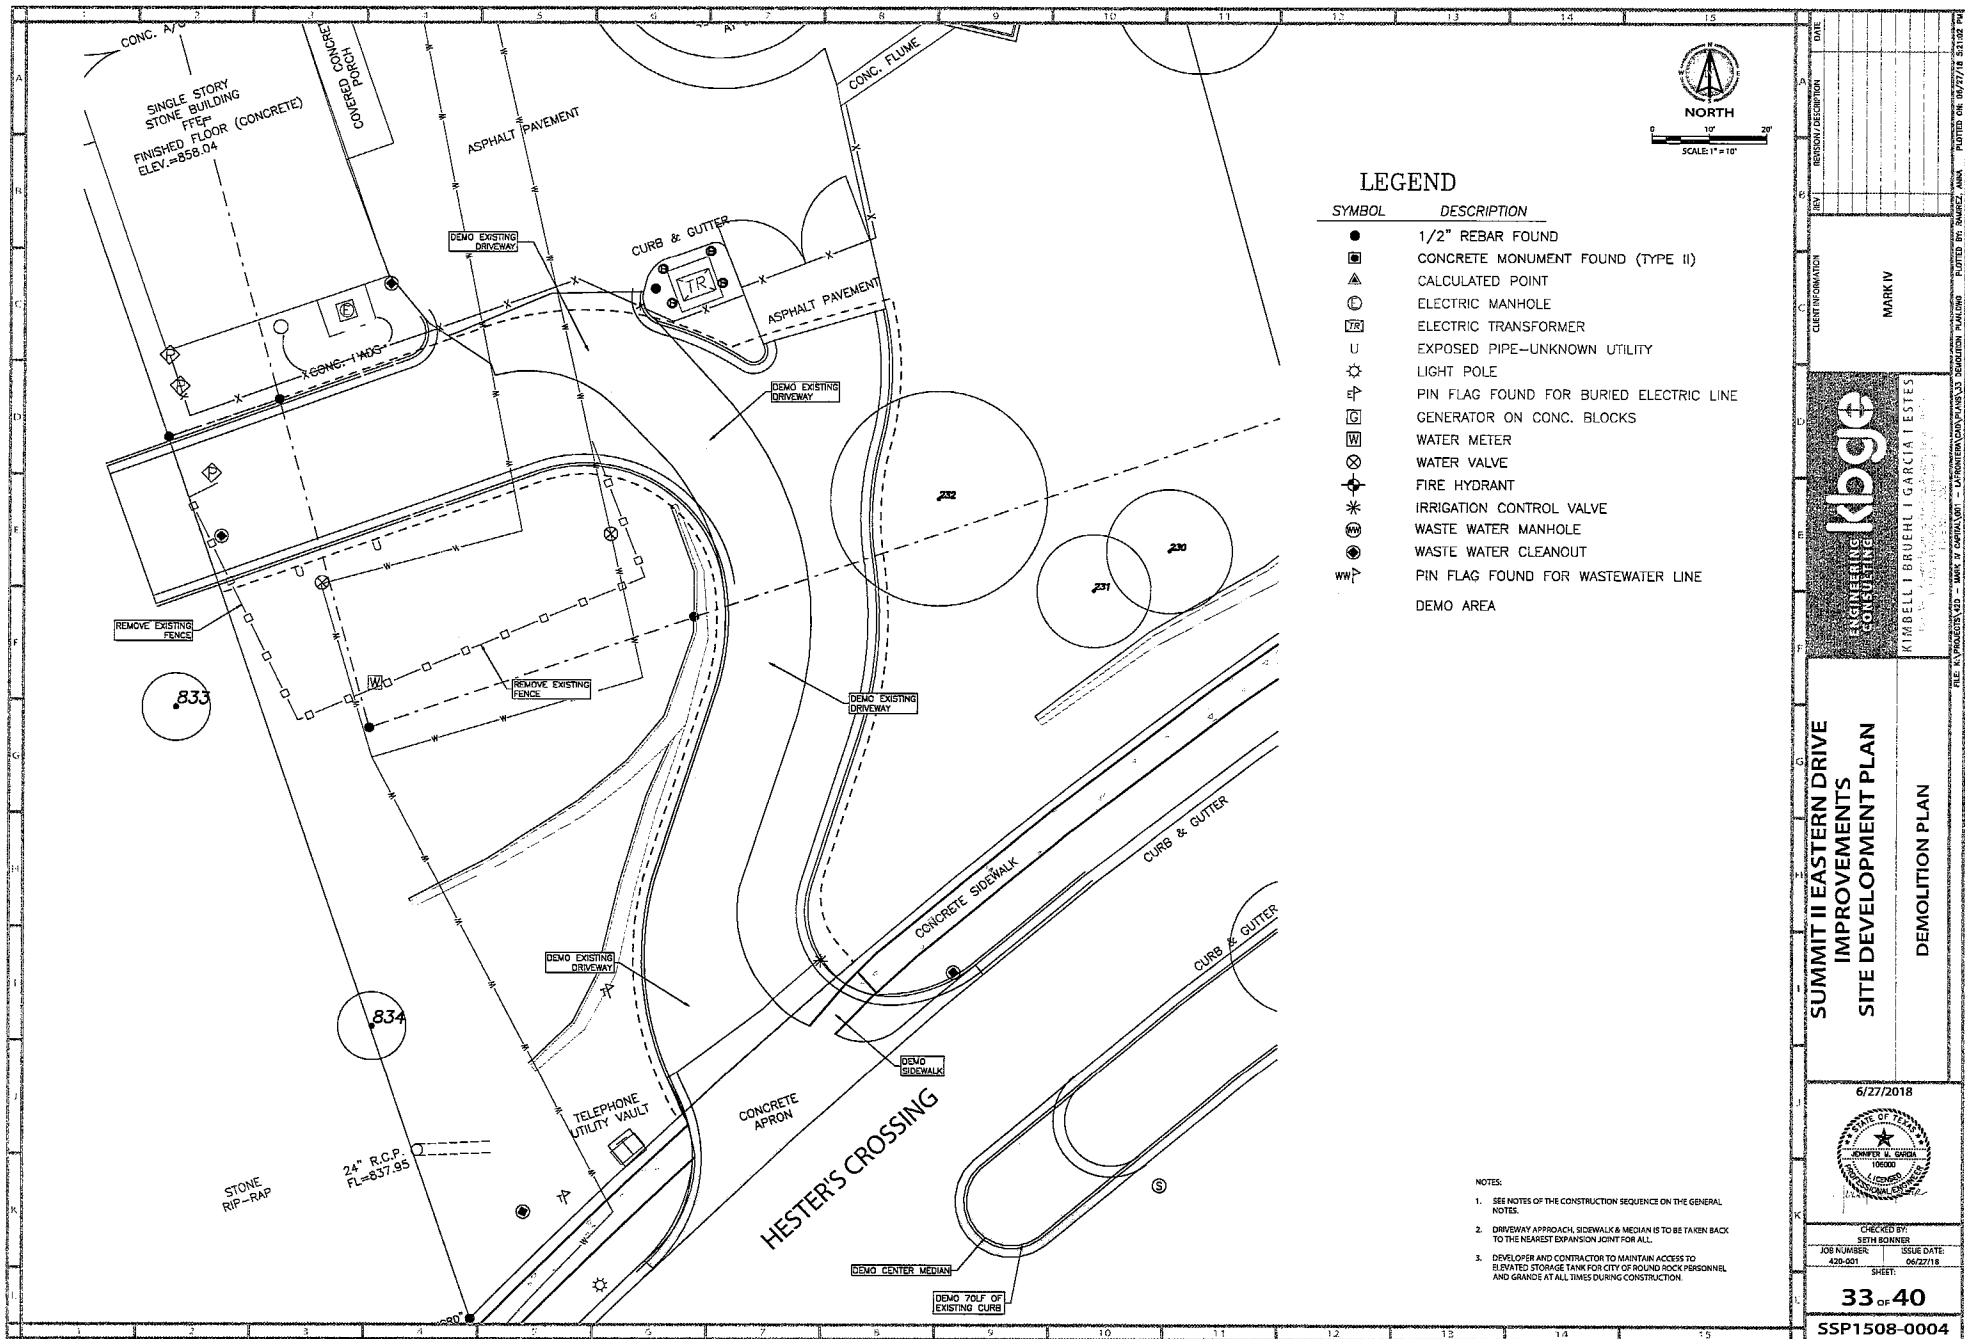 CONC. A/C
SINGLE STORY
STONE BUILDING
FFE=
FINISHED FLOOR (CONCRETE)
ELEV.=858.04
COVERED CONCRETE
PORCH
ASPHALT PAVEMENT
CONC. FLUME
DEMO EXISTING
DRIVEWAY
CURB & GUTTER
TR
ASPHALT PAVEMENT
DEMO EXISTING
DRIVEWAY
232
230
231
REMOVE EXISTING
FENCE
833
REMOVE EXISTING
FENCE
DEMO EXISTING
DRIVEWAY
CURB & GUTTER
CONCRETE SIDEWALK
CURB & GUTTER
DEMO EXISTING
DRIVEWAY
834
DEMO
SIDEWALK
TELEPHONE
UTILITY VAULT
CONCRETE
APRON
HESTER'S CROSSING
24" R.C.P.
FL=837.95
STONE
RIP-RAP
S
DEMO CENTER MEDIAN
DEMO 70LF OF
EXISTING CURB
NORTH
0 10' 20'
SCALE: 1" = 10'
LEGEND
SYMBOL DESCRIPTION
1/2" REBAR FOUND
CONCRETE MONUMENT FOUND (TYPE II)
CALCULATED POINT
E ELECTRIC MANHOLE
TR ELECTRIC TRANSFORMER
U EXPOSED PIPE-UNKNOWN UTILITY
LIGHT POLE
E PIN FLAG FOUND FOR BURIED ELECTRIC LINE
G GENERATOR ON CONC. BLOCKS
W WATER METER
WATER VALVE
FIRE HYDRANT
IRRIGATION CONTROL VALVE
WW WASTE WATER MANHOLE
WASTE WATER CLEANOUT
WW PIN FLAG FOUND FOR WASTEWATER LINE
DEMO AREA
NOTES:
1. SEE NOTES OF THE CONSTRUCTION SEQUENCE ON THE GENERAL
NOTES.
2. DRIVEWAY APPROACH, SIDEWALK & MEDIAN IS TO BE TAKEN BACK
TO THE NEAREST EXPANSION JOINT FOR ALL.
3. DEVELOPER AND CONTRACTOR TO MAINTAIN ACCESS TO
ELEVATED STORAGE TANK FOR CITY OF ROUND ROCK PERSONNEL
AND GRANDE AT ALL TIMES DURING CONSTRUCTION.
DATE
REVISION / DESCRIPTION
REV
CLIENT INFORMATION
MARK IV
kbge
ENGINEERING
CONSULTING
KIMBELL | BRUEHL | GARCIA | ESTES
SUMMIT II EASTERN DRIVE
IMPROVEMENTS
SITE DEVELOPMENT PLAN
DEMOLITION PLAN
6/27/2018
STATE OF TEXAS
JENNIFER M. GARCIA
106000
LICENSED
PROFESSIONAL ENGINEER
CHECKED BY:
SETH BONNER
JOB NUMBER: ISSUE DATE:
420-001 06/27/18
SHEET:
33 OF 40
SSP1508-0004